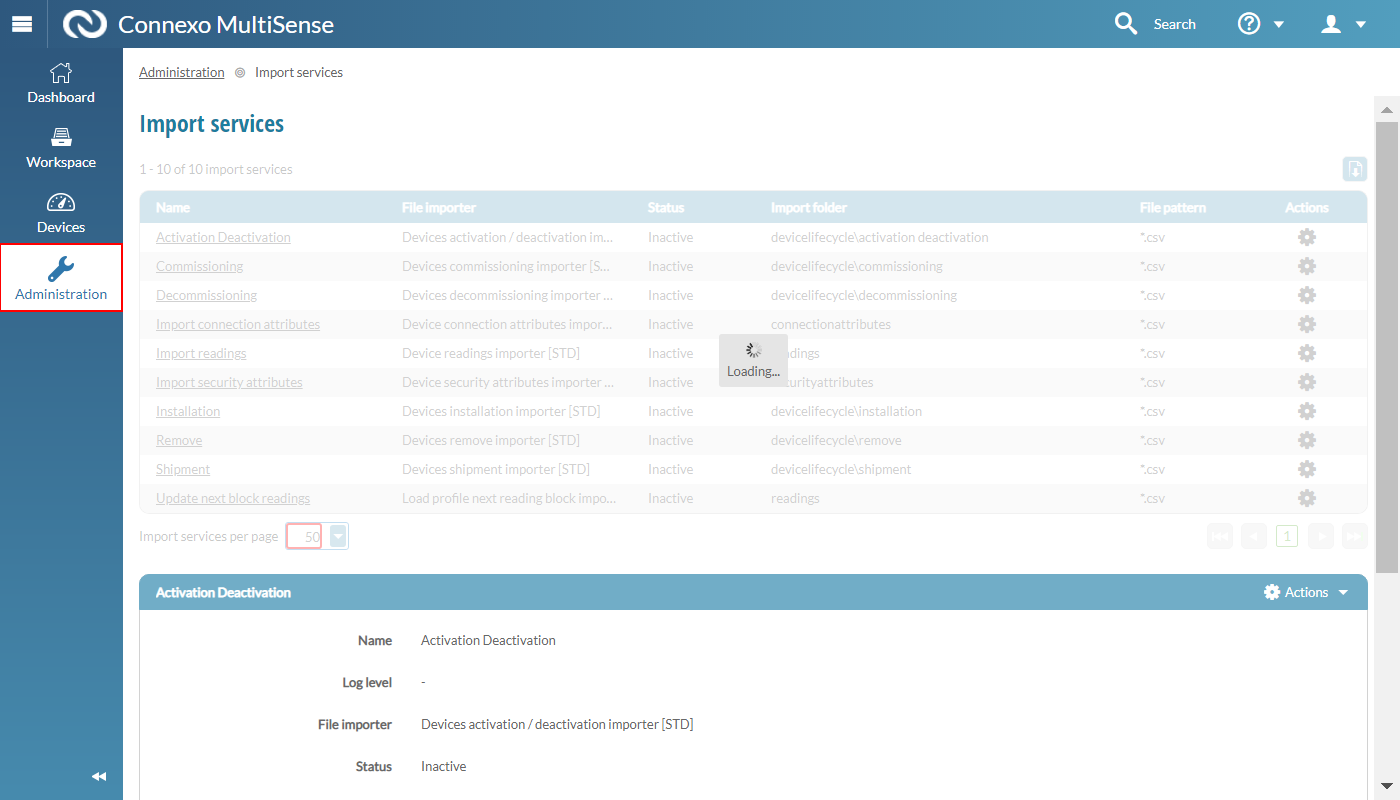 Connexo MultiSense
Search
Dashboard
Workspace
Devices
Administration
Administration Import services
Import services
1 - 10 of 10 import services
Name File importer Status Import folder File pattern Actions
Activation Deactivation Devices activation / deactivation im... Inactive devicelifecycle\activation deactivation *.csv
Commissioning Devices commissioning importer [S... Inactive devicelifecycle\commissioning *.csv
Decommissioning Devices decommissioning importer ... Inactive devicelifecycle\decommissioning *.csv
Import connection attributes Device connection attributes impor... Inactive connectionattributes *.csv
Import readings Device readings importer [STD] Inactive *.csv
Import security attributes Device security attributes importer ... Inactive *.csv
Loading...
Installation Devices installation importer [STD] Inactive devicelifecycle\installation *.csv
Remove Devices remove importer [STD] Inactive devicelifecycle\remove *.csv
Shipment Devices shipment importer [STD] Inactive devicelifecycle\shipment *.csv
Update next block readings Load profile next reading block impo... Inactive readings *.csv
Import services per page 50 1
Activation Deactivation Actions
Name Activation Deactivation
Log level -
File importer Devices activation / deactivation importer [STD]
Status Inactive